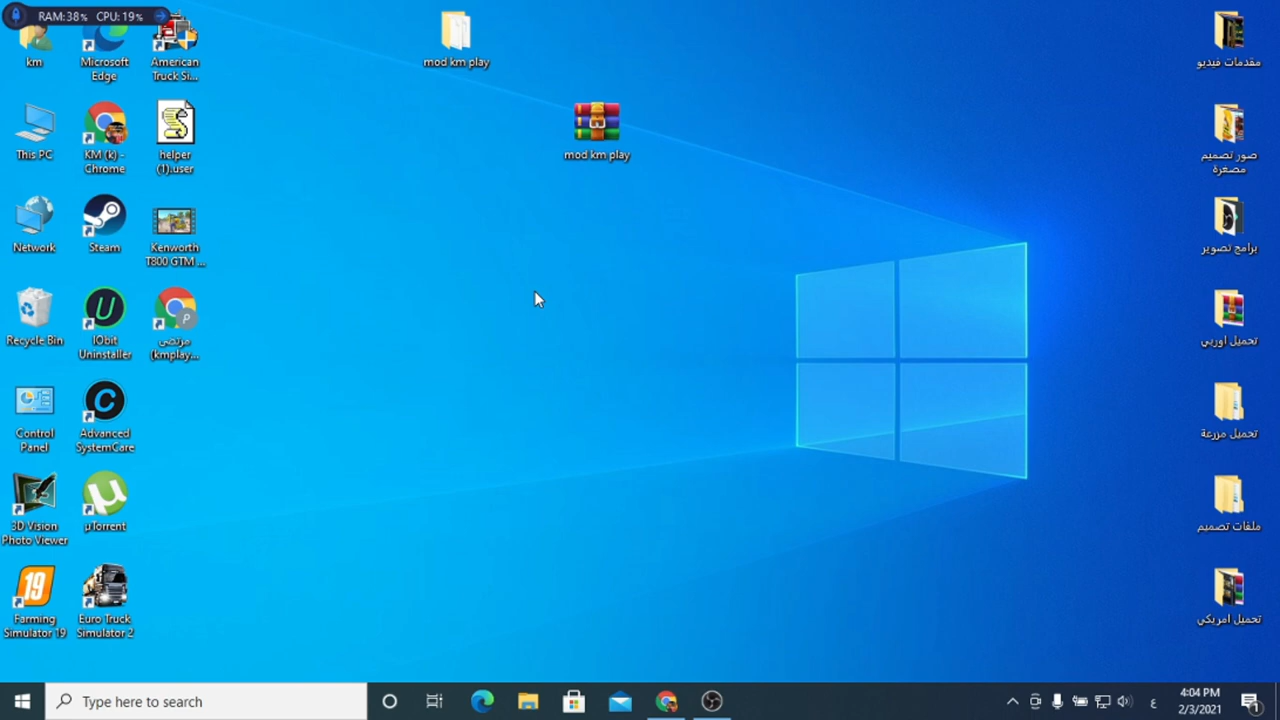 RAM:38% CPU:19%
km
Microsoft
Edge
American
Truck Si...
This PC
KM (k) -
Chrome
helper
(1).user
Network
Steam
Kenworth
T800 GTM ...
Recycle Bin
IObit
Uninstaller
مرتضى
(kmplay...
Control
Panel
Advanced
SystemCare
3D Vision
Photo Viewer
µTorrent
Farming
Simulator 19
Euro Truck
Simulator 2
mod km play
mod km play
مقدمات فيديو
صور تصميم
مصغرة
برامج تصوير
تحميل اوربي
تحميل مزرعة
ملفات تصميم
تحميل امريكي
Type here to search
ع
4:04 PM
2/3/2021
1